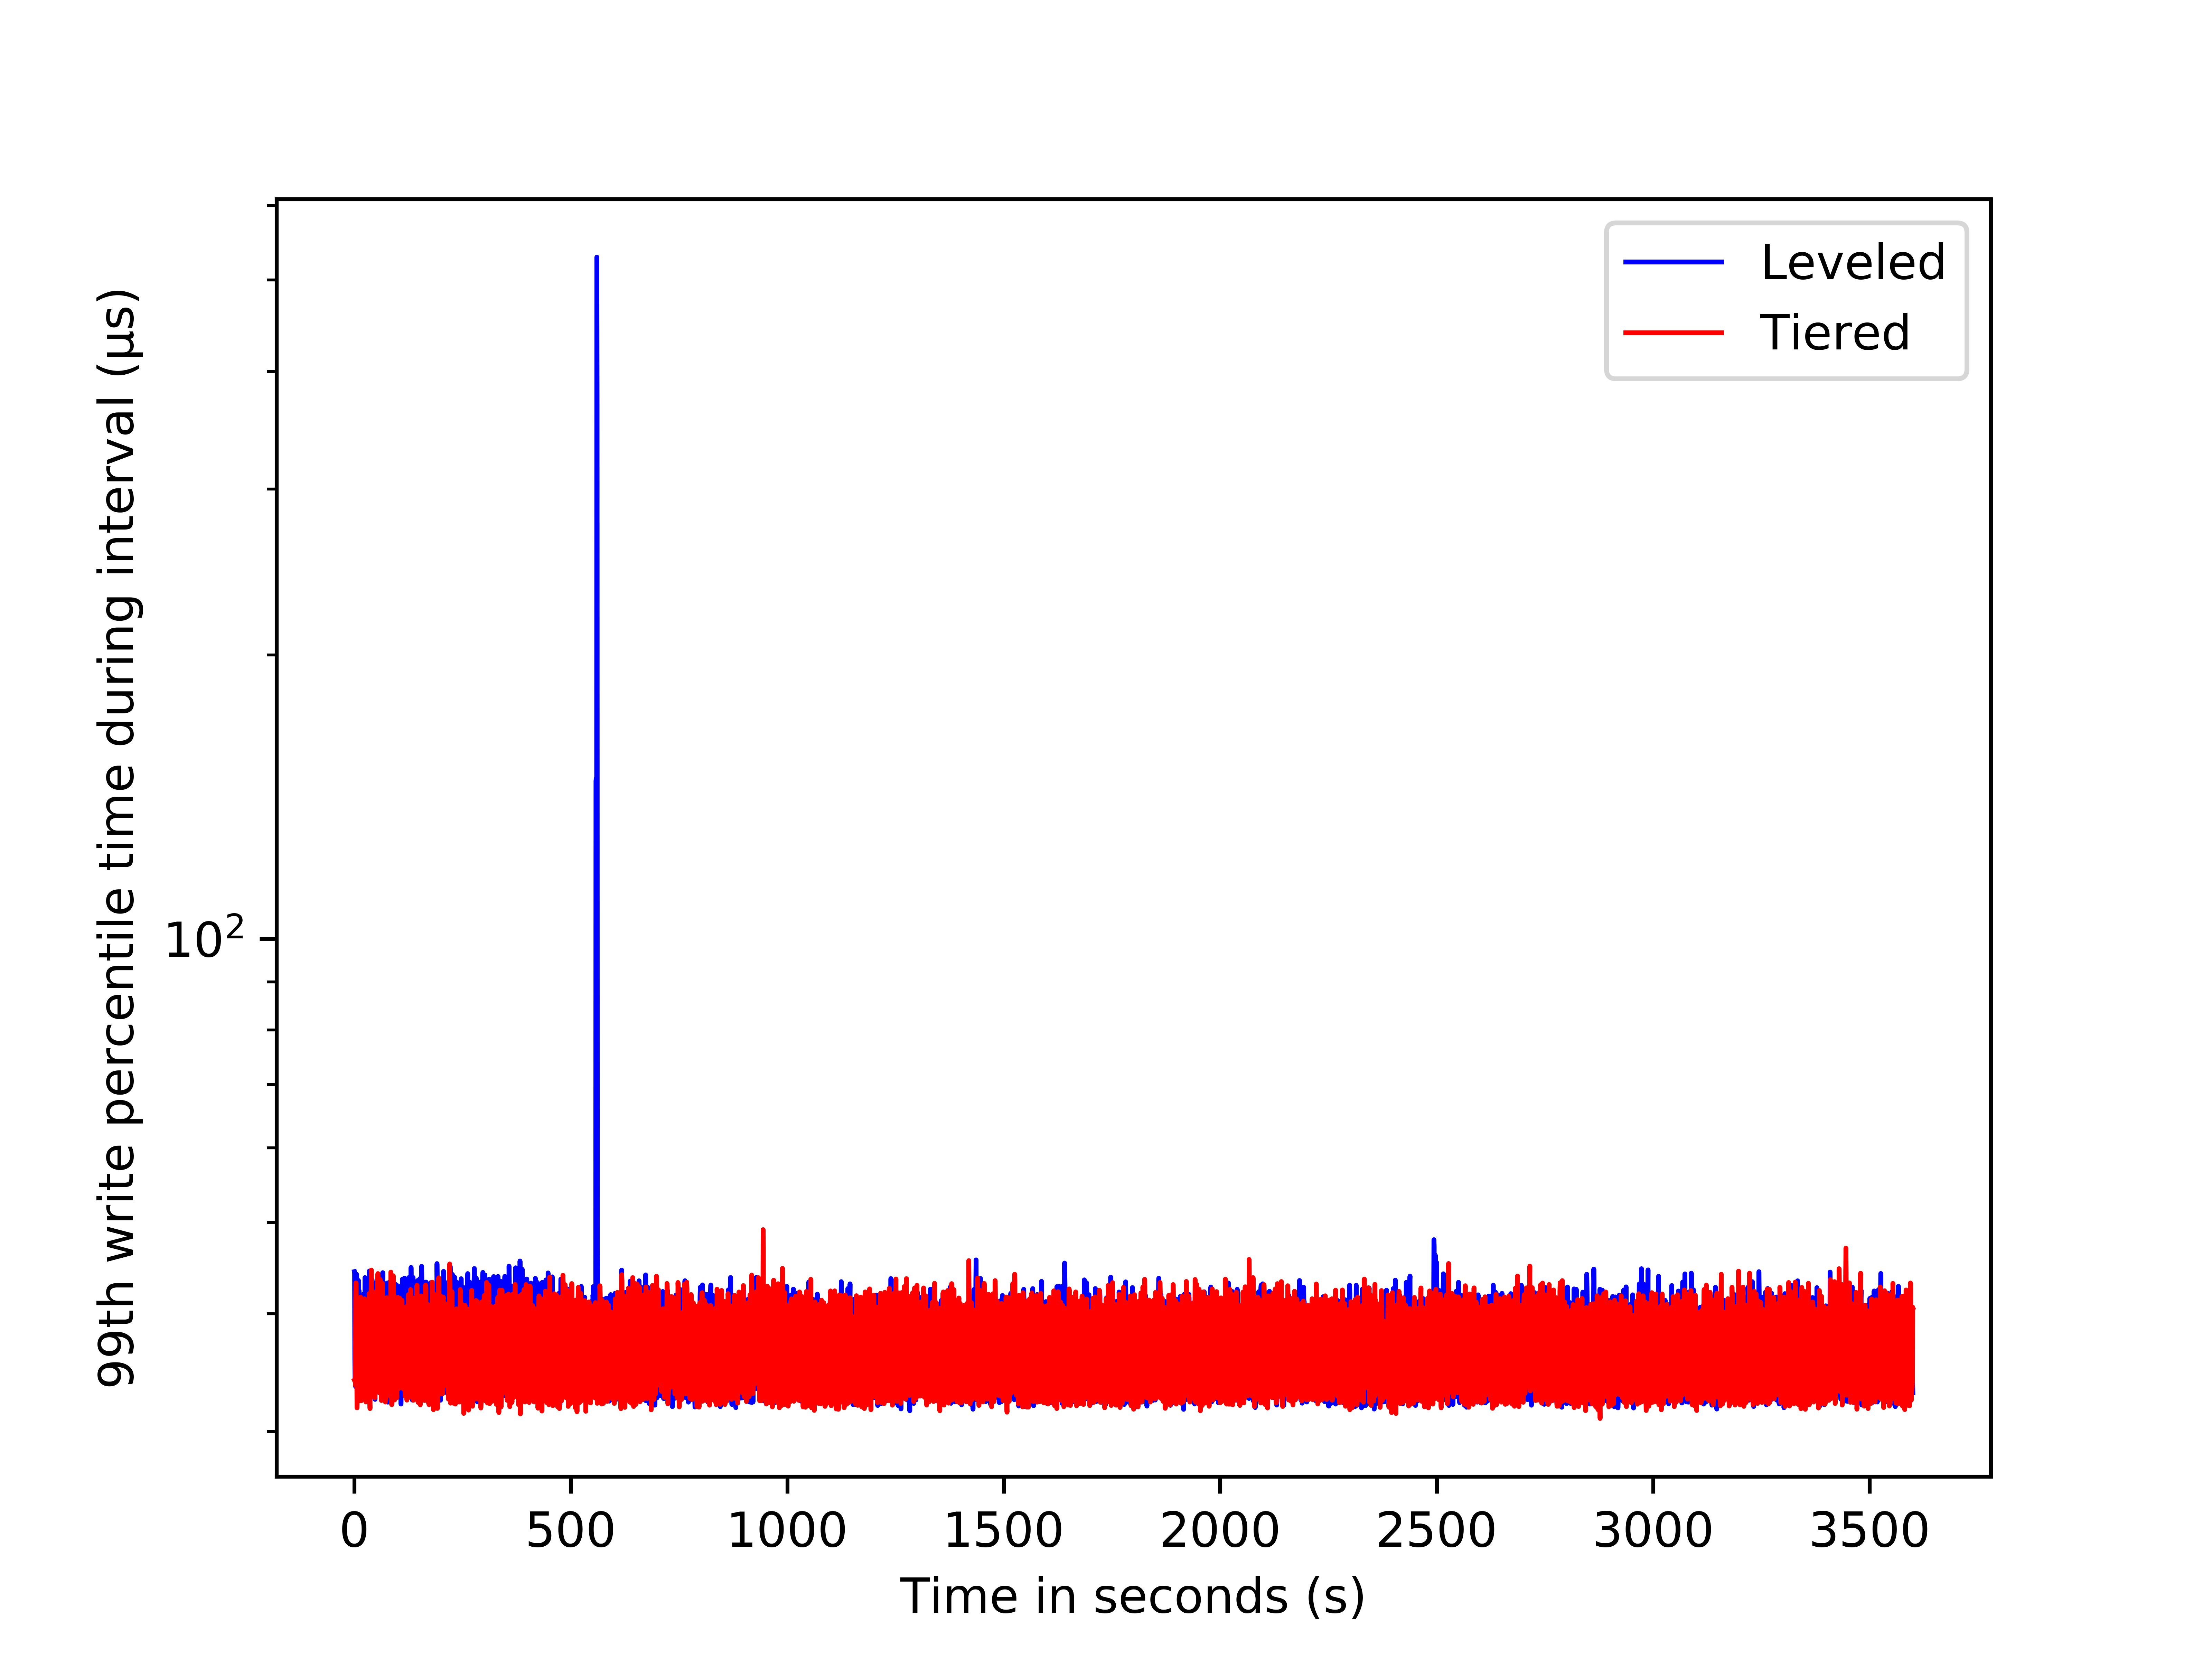 Leveled
Tiered
99th write percentile time during interval (µs)
10²
0 500 1000 1500 2000 2500 3000 3500
Time in seconds (s)